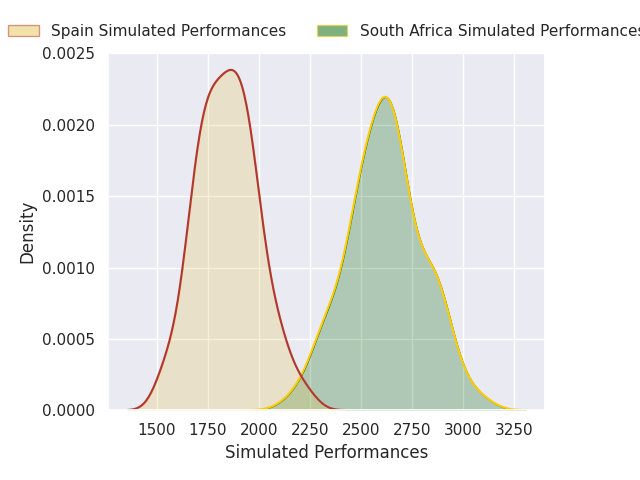 Spain Simulated Performances South Africa Simulated Performances
0.0025
0.0020
0.0015
0.0010
0.0005
0.0000
Density
1500 1750 2000 2250 2500 2750 3000 3250
Simulated Performances